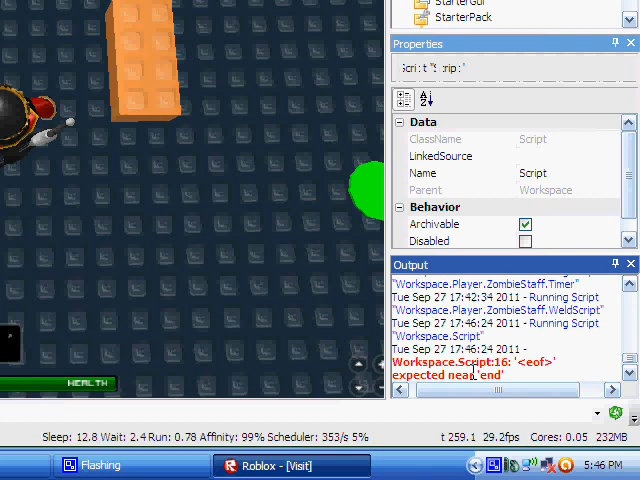 StarterGui
StarterPack
Properties
Script "Script"
Data
ClassName Script
LinkedSource
Name Script
Parent Workspace
Behavior
Archivable
Disabled
Output
"Workspace.Player.ZombieStaff.Timer"
Tue Sep 27 17:42:34 2011 - Running Script
"Workspace.Player.ZombieStaff.WeldScript"
Tue Sep 27 17:46:24 2011 - Running Script
"Workspace.Script"
Tue Sep 27 17:46:24 2011 -
Workspace.Script:16: '<eof>'
expected near 'end'
HEALTH
Sleep: 12.8 Wait: 2.4 Run: 0.78 Affinity: 99% Scheduler: 353/s 5% t 259.1 29.2fps Cores: 0.05 232MB
Flashing
Roblox - [Visit]
5:46 PM